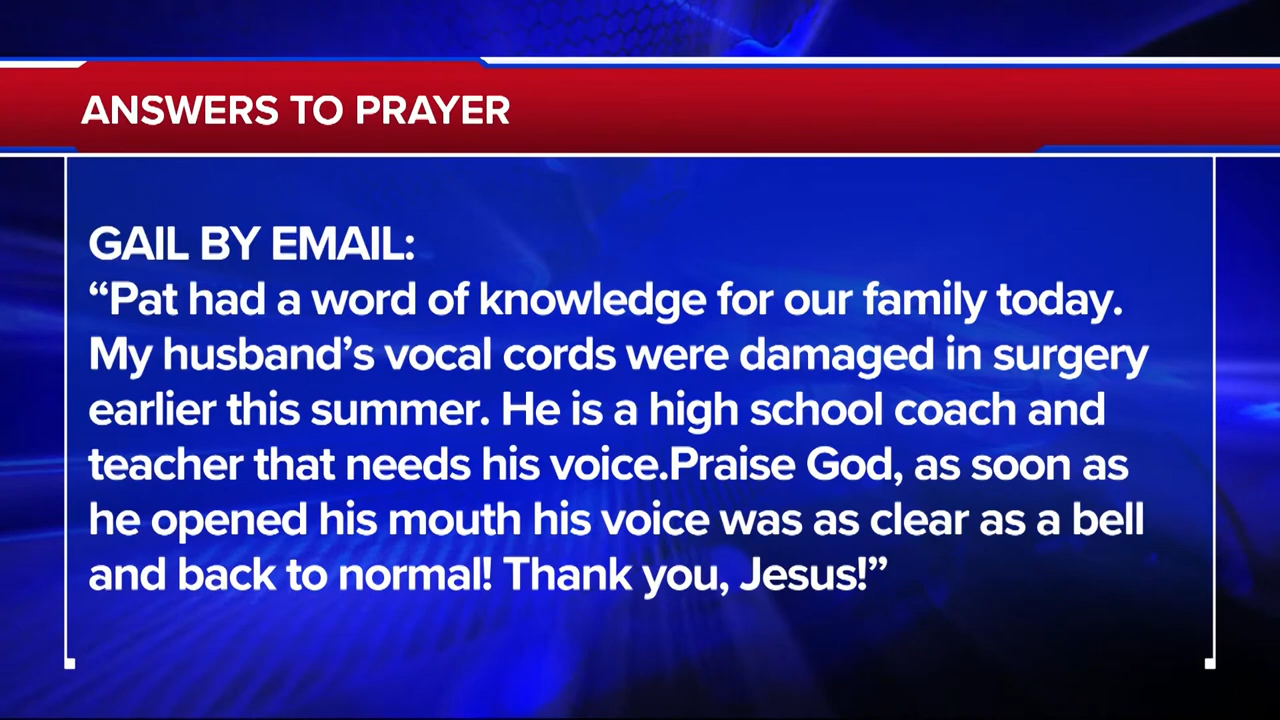 ANSWERS TO PRAYER
GAIL BY EMAIL:
“Pat had a word of knowledge for our family today.
My husband’s vocal cords were damaged in surgery
earlier this summer. He is a high school coach and
teacher that needs his voice.Praise God, as soon as
he opened his mouth his voice was as clear as a bell
and back to normal! Thank you, Jesus!”